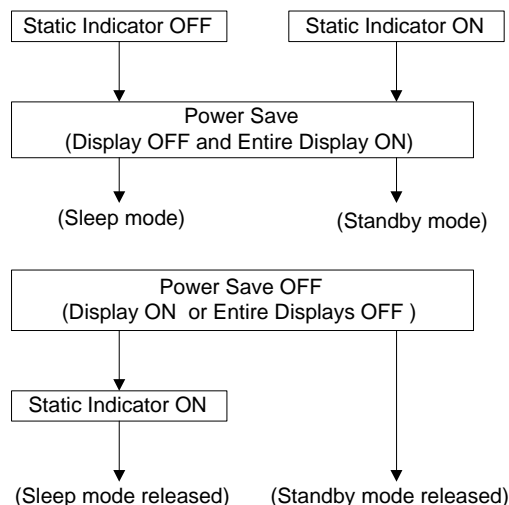 Static Indicator OFF
Static Indicator ON
Power Save
(Display OFF and Entire Display ON)
(Sleep mode)
(Standby mode)
Power Save OFF
(Display ON or Entire Displays OFF )
Static Indicator ON
(Sleep mode released)
(Standby mode released)